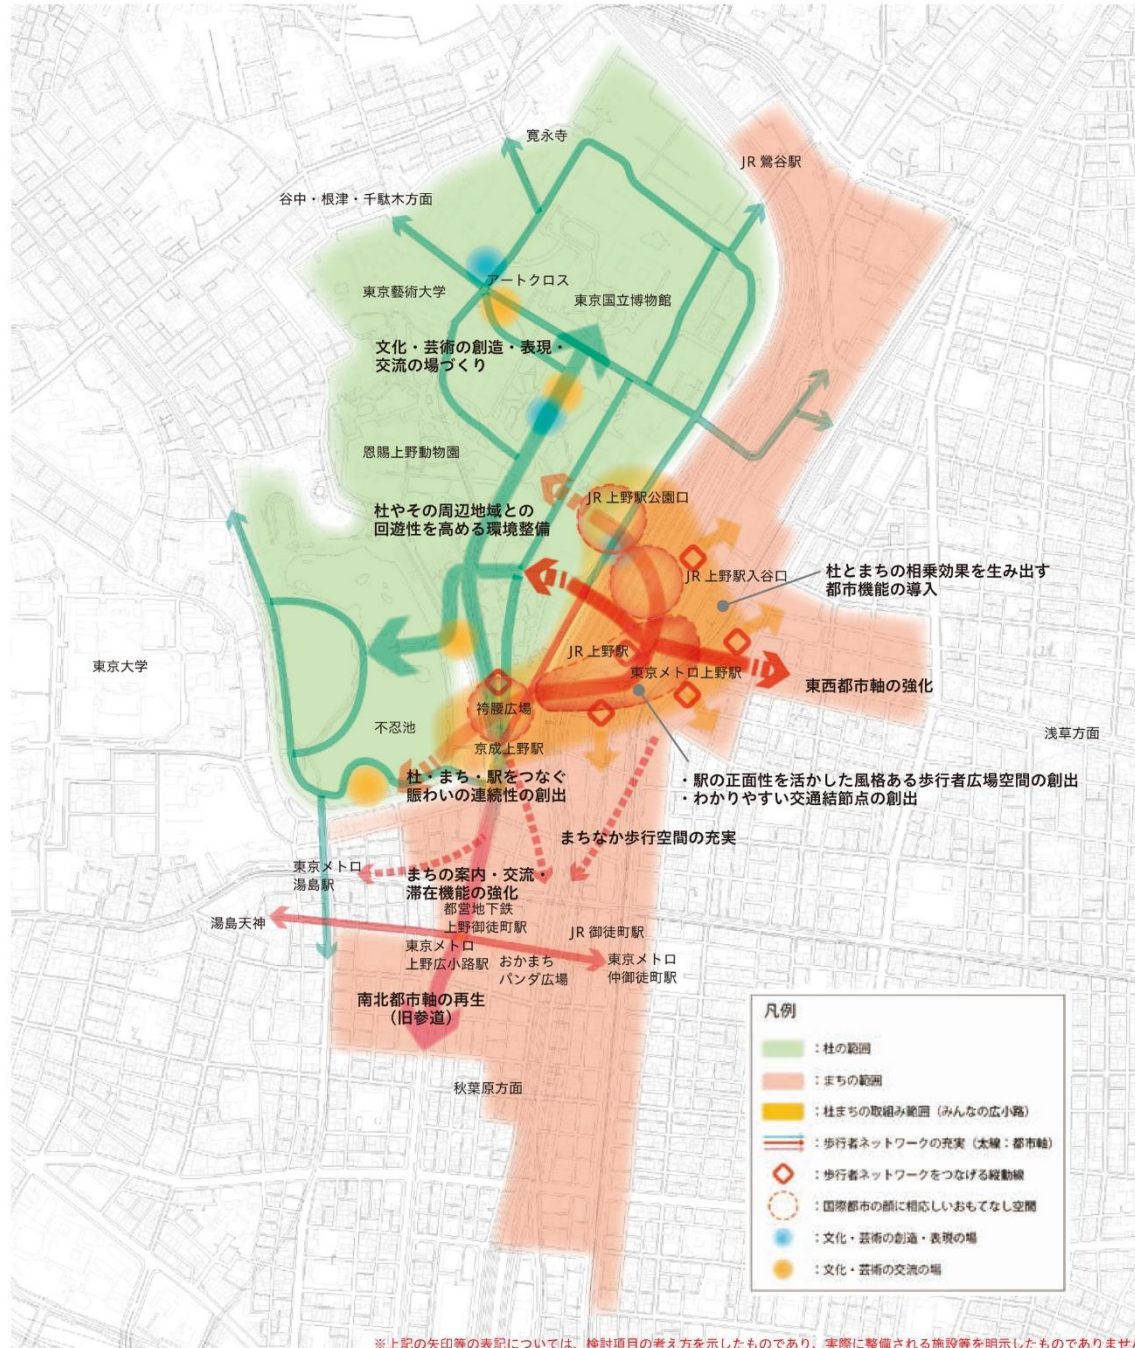 寛永寺
JR 鶯谷駅
谷中・根津・千駄木方面
アートクロス
東京藝術大学
東京国立博物館
文化・芸術の創造・表現・
交流の場づくり
恩賜上野動物園
JR 上野駅公園口
杜やその周辺地域との
回遊性を高める環境整備
JR 上野駅入谷口
杜とまちの相乗効果を生み出す
都市機能の導入
東京大学
JR 上野駅
東京メトロ上野駅
東西都市軸の強化
袴腰広場
不忍池
浅草方面
京成上野駅
杜・まち・駅をつなぐ
賑わいの連続性の創出
・駅の正面性を活かした風格ある歩行者広場空間の創出
・わかりやすい交通結節点の創出
まちなか歩行空間の充実
東京メトロ
湯島駅
まちの案内・交流・
滞在機能の強化
都営地下鉄
上野御徒町駅
湯島天神
JR 御徒町駅
東京メトロ
上野広小路駅
おかまち
パンダ広場
東京メトロ
仲御徒町駅
南北都市軸の再生
（旧参道）
秋葉原方面
凡例
：杜の範囲
：まちの範囲
：杜まちの取組み範囲（みんなの広小路）
：歩行者ネットワークの充実（太線：都市軸）
：歩行者ネットワークをつなげる縦動線
：国際都市の顔に相応しいおもてなし空間
：文化・芸術の創造・表現の場
：文化・芸術の交流の場
※上記の矢印等の表記については、検討項目の考え方を示したものであり、実際に整備される施設等を明示したものでありません